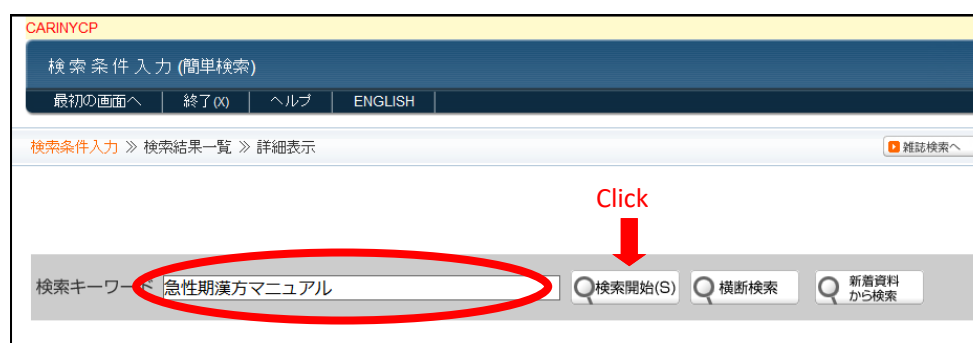 CARINYCP
検索条件入力 (簡単検索)
最初の画面へ 終了(X) ヘルプ ENGLISH
検索条件入力 ≫ 検索結果一覧 ≫ 詳細表示 雑誌検索へ
Click
検索キーワード 急性期漢方マニュアル 検索開始(S) 横断検索 新着資料
から検索